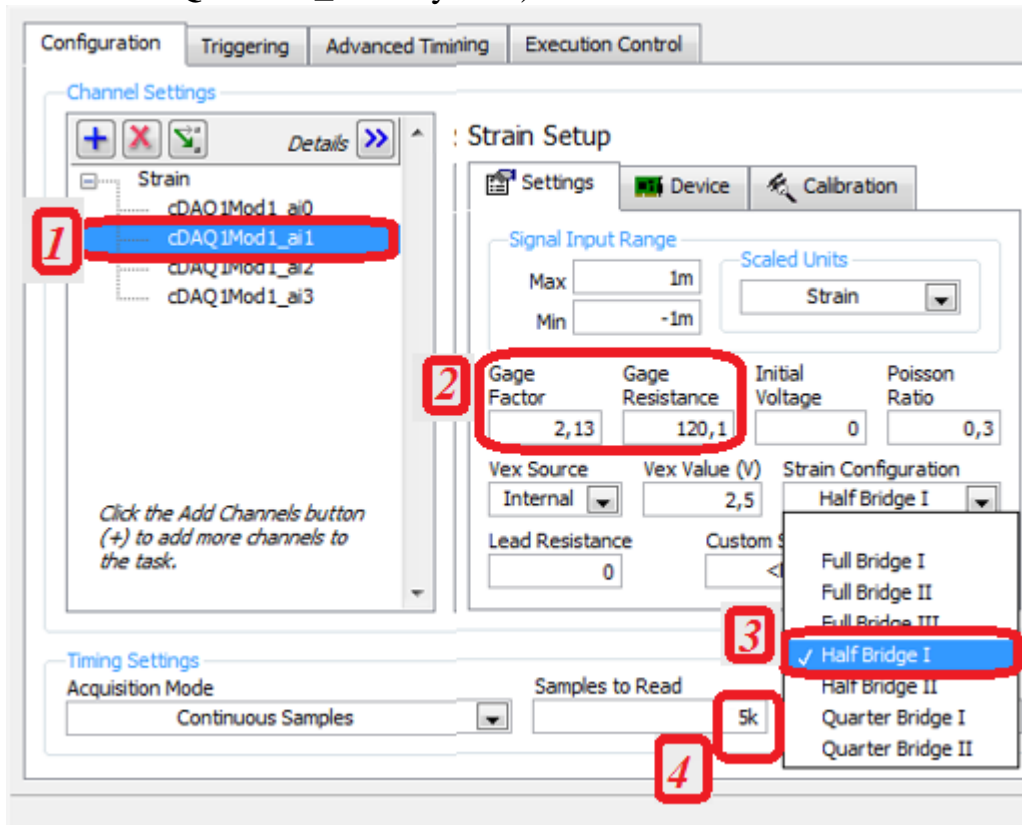 Configuration Triggering Advanced Timining Execution Control
Channel Settings
Details
Strain
cDAQ1Mod1_ai0
1 cDAQ1Mod1_ai1
cDAQ1Mod1_ai2
cDAQ1Mod1_ai3
Click the Add Channels button
(+) to add more channels to
the task.
: Strain Setup
Settings Device Calibration
Signal Input Range
Scaled Units
Max 1m
Strain
Min -1m
2
Gage Gage Initial Poisson
Factor Resistance Voltage Ratio
2,13 120,1 0 0,3
Vex Source Vex Value (V) Strain Configuration
Internal 2,5 Half Bridge I
Lead Resistance Custom
0
Full Bridge I
Full Bridge II
Full Bridge III
3 ✓ Half Bridge I
Half Bridge II
Quarter Bridge I
Quarter Bridge II
Timing Settings
Acquisition Mode Samples to Read
Continuous Samples 5k
4